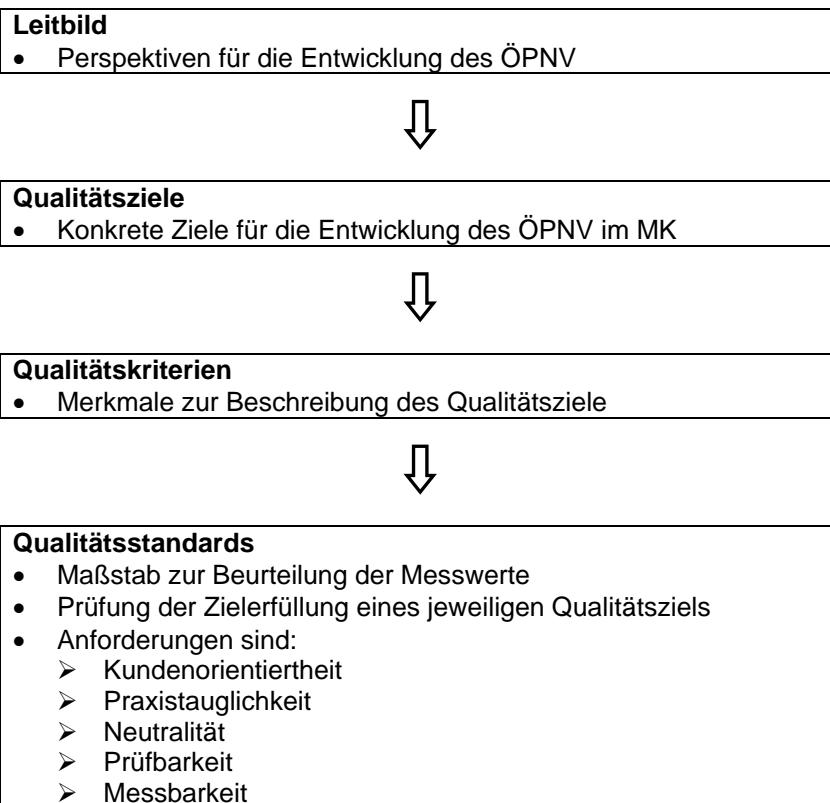 Leitbild
• Perspektiven für die Entwicklung des ÖPNV
Qualitätsziele
• Konkrete Ziele für die Entwicklung des ÖPNV im MK
Qualitätskriterien
• Merkmale zur Beschreibung des Qualitätsziele
Qualitätsstandards
• Maßstab zur Beurteilung der Messwerte
• Prüfung der Zielerfüllung eines jeweiligen Qualitätsziels
• Anforderungen sind:
➢ Kundenorientiertheit
➢ Praxistauglichkeit
➢ Neutralität
➢ Prüfbarkeit
➢ Messbarkeit